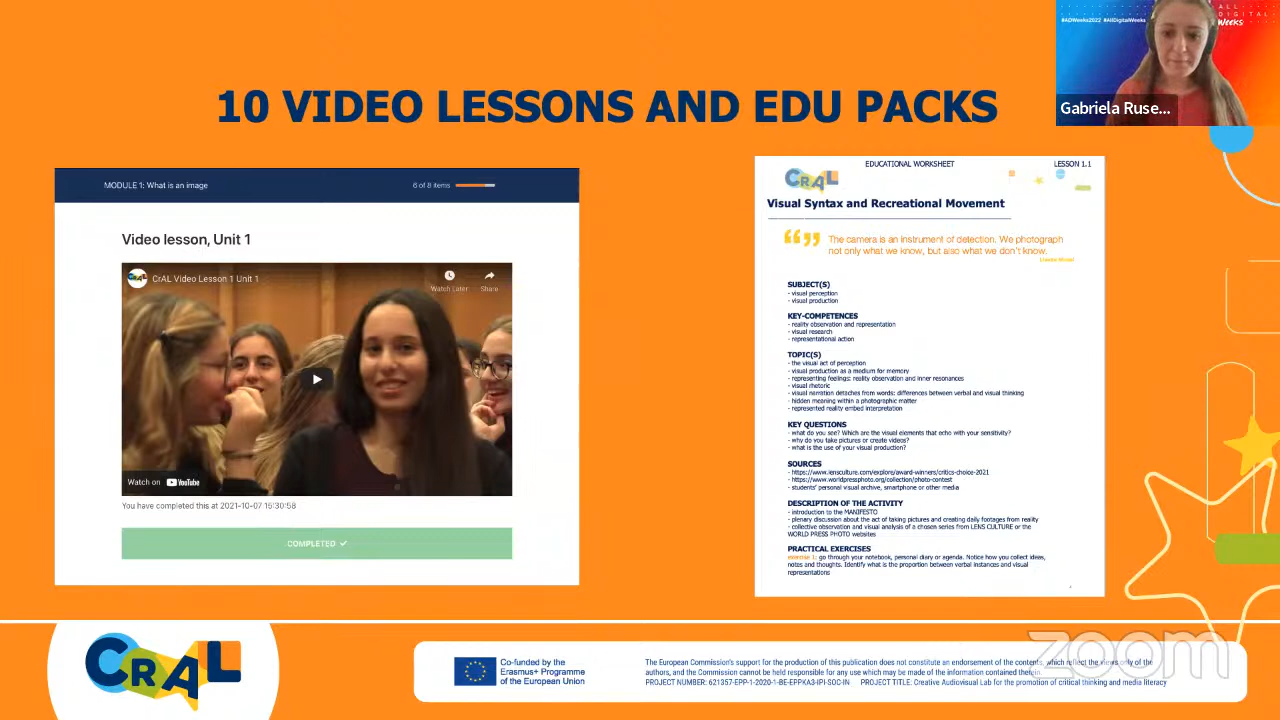 #ADWeeks2022 #AllDigitalWeeks
ALL
DIGITAL
Weeks
Gabriela Ruse...
10 VIDEO LESSONS AND EDU PACKS
MODULE 1: What is an image
6 of 8 items
Video lesson, Unit 1
CrAL Video Lesson 1 Unit 1
Watch Later
Share
Watch on YouTube
You have completed this at 2021-10-07 15:30:58
COMPLETED
EDUCATIONAL WORKSHEET
LESSON 1.1
CrAL
Visual Syntax and Recreational Movement
The camera is an instrument of detection. We photograph
not only what we know, but also what we don't know.
SUBJECT(S)
- visual perception
- visual production
KEY-COMPETENCES
- reality observation and representation
- visual research
- representational action
TOPIC(S)
- the visual act of perception
- visual production as a medium for memory
- representing feelings: reality observation and inner resonances
- visual rhetoric
- visual narration detaches from words: differences between verbal and visual thinking
- hidden meaning within a photographic matter
- represented reality embed interpretation
KEY QUESTIONS
- what do you see? Which are the visual elements that echo with your sensitivity?
- why do you take pictures or create videos?
- what is the use of your visual production?
SOURCES
- https://www.lensculture.com/explore/award-winners/critics-choice-2021
- https://www.worldpressphoto.org/collection/photo-contest
- students' personal visual archive, smartphone or other media
DESCRIPTION OF THE ACTIVITY
- introduction to the MANIFESTO
- plenary discussion about the act of taking pictures and creating daily footages from reality
- collective observation and visual analysis of a chosen series from LENS CULTURE or the
WORLD PRESS PHOTO websites
PRACTICAL EXERCISES
exercise 1: go through your notebook, personal diary or agenda. Notice how you collect ideas,
notes and thoughts. Identify what is the proportion between verbal instances and visual
representations
CrAL
Co-funded by the
Erasmus+ Programme
of the European Union
The European Commission's support for the production of this publication does not constitute an endorsement of the contents, which reflect the views only of the
authors, and the Commission cannot be held responsible for any use which may be made of the information contained therein.
PROJECT NUMBER: 621357-EPP-1-2020-1-BE-EPPKA3-IPI-SOC-IN PROJECT TITLE: Creative Audiovisual Lab for the promotion of critical thinking and media literacy
zoom